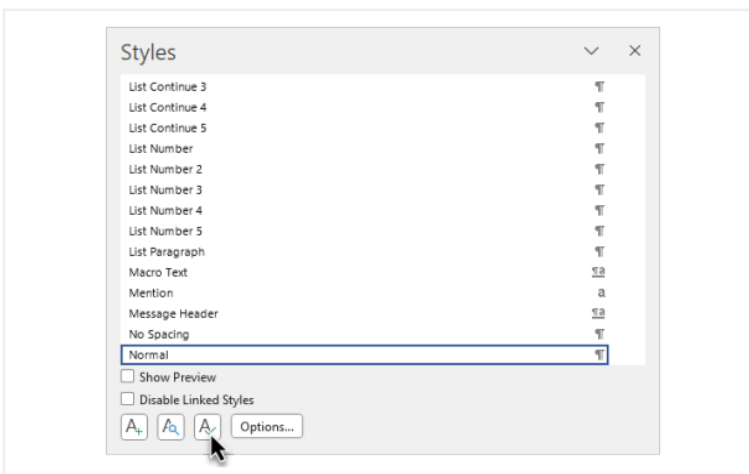 Styles
List Continue 3
List Continue 4
List Continue 5
List Number
List Number 2
List Number 3
List Number 4
List Number 5
List Paragraph
Macro Text
Mention
Message Header
No Spacing
Normal
Show Preview
Disable Linked Styles
Options...